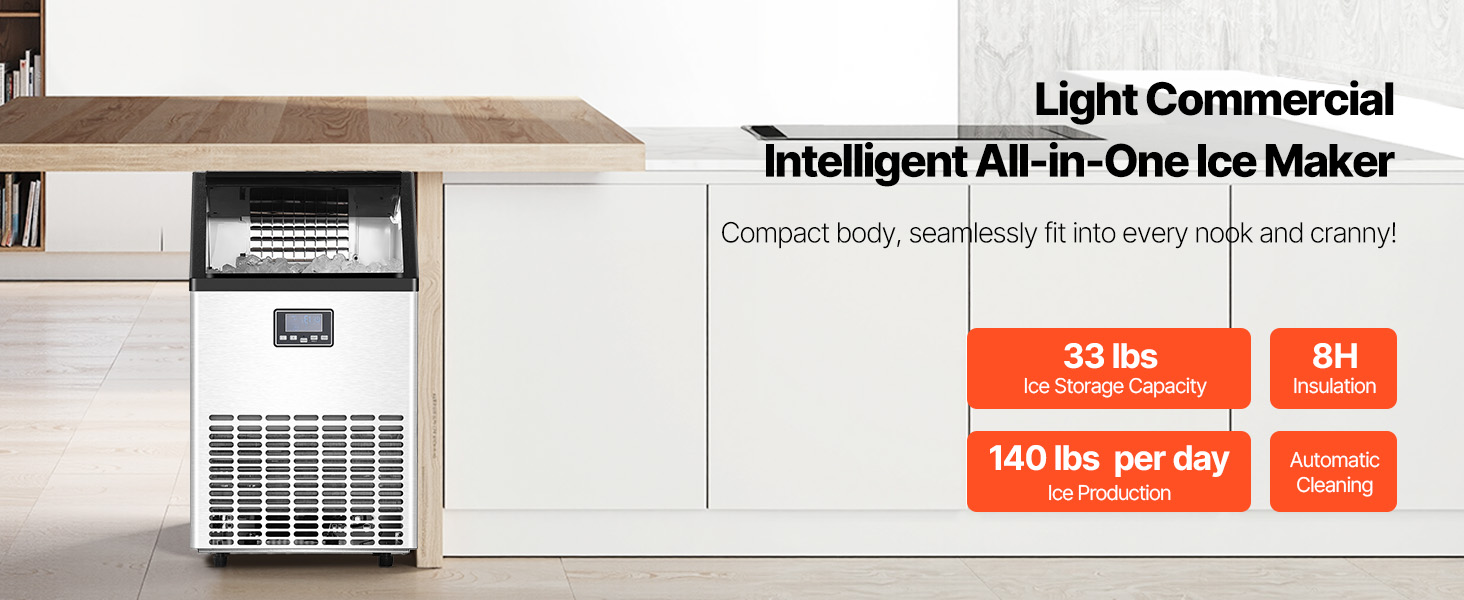 Light Commercial
Intelligent All-in-One Ice Maker
Compact body, seamlessly fit into every nook and cranny!
33 lbs
Ice Storage Capacity
8H
Insulation
140 lbs per day
Ice Production
Automatic
Cleaning